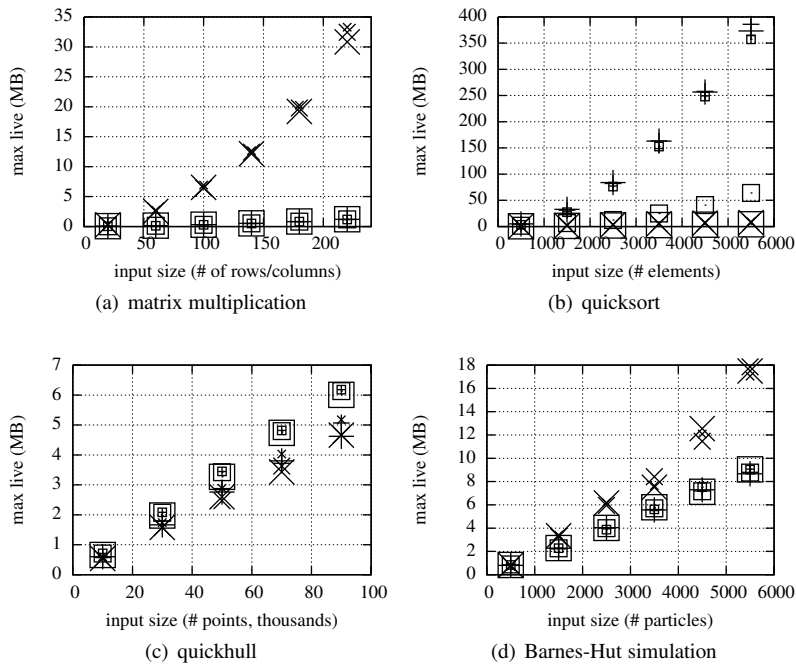 35
30
25
20
15
10
5
0
max live (MB)
0 50 100 150 200
input size (# of rows/columns)
(a) matrix multiplication
400
350
300
250
200
150
100
50
0
max live (MB)
0 1000 2000 3000 4000 5000 6000
input size (# elements)
(b) quicksort
7
6
5
4
3
2
1
0
max live (MB)
0 20 40 60 80 100
input size (# points, thousands)
(c) quickhull
18
16
14
12
10
8
6
4
2
0
max live (MB)
0 1000 2000 3000 4000 5000 6000
input size (# particles)
(d) Barnes-Hut simulation